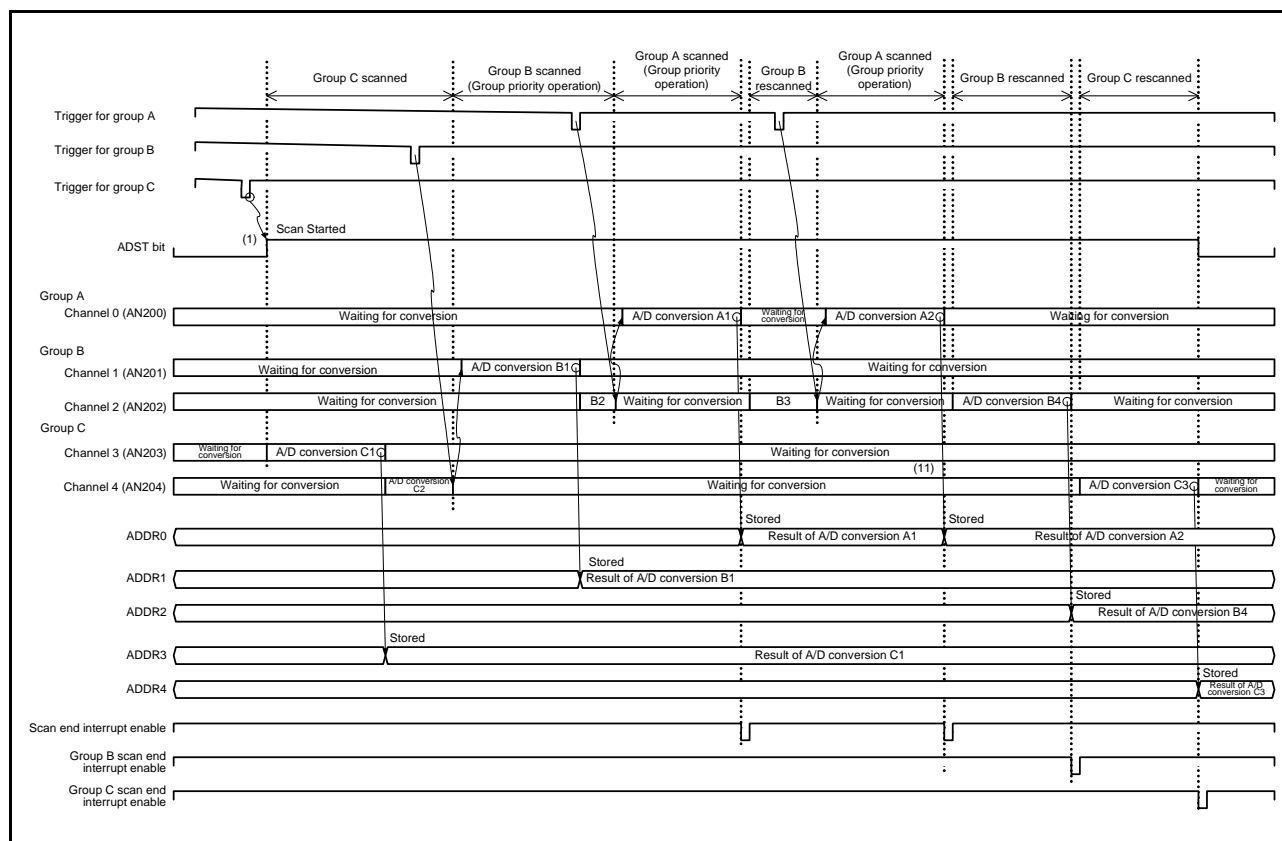 Group C scanned
Group B scanned
(Group priority operation)
Group A scanned
(Group priority
operation)
Group B
rescanned
Group A scanned
(Group priority
operation)
Group B rescanned
Group C rescanned
Trigger for group A
Trigger for group B
Trigger for group C
(1)
Scan Started
ADST bit
Group A
Channel 0 (AN200)
Waiting for conversion
A/D conversion A1
Waiting for
conversion
A/D conversion A2
Waiting for conversion
Group B
Channel 1 (AN201)
Waiting for conversion
A/D conversion B1
Waiting for conversion
Channel 2 (AN202)
Waiting for conversion
B2
Waiting for conversion
B3
Waiting for conversion
A/D conversion B4
Waiting for conversion
Group C
Channel 3 (AN203)
Waiting for
conversion
A/D conversion C1
Waiting for conversion
(11)
Channel 4 (AN204)
Waiting for conversion
A/D conversion
C2
Waiting for conversion
A/D conversion C3
Waiting for
conversion
ADDR0
Stored
Result of A/D conversion A1
Stored
Result of A/D conversion A2
ADDR1
Stored
Result of A/D conversion B1
ADDR2
Stored
Result of A/D conversion B4
ADDR3
Stored
Result of A/D conversion C1
ADDR4
Stored
Result of A/D
conversion C3
Scan end interrupt enable
Group B scan end
interrupt enable
Group C scan end
interrupt enable